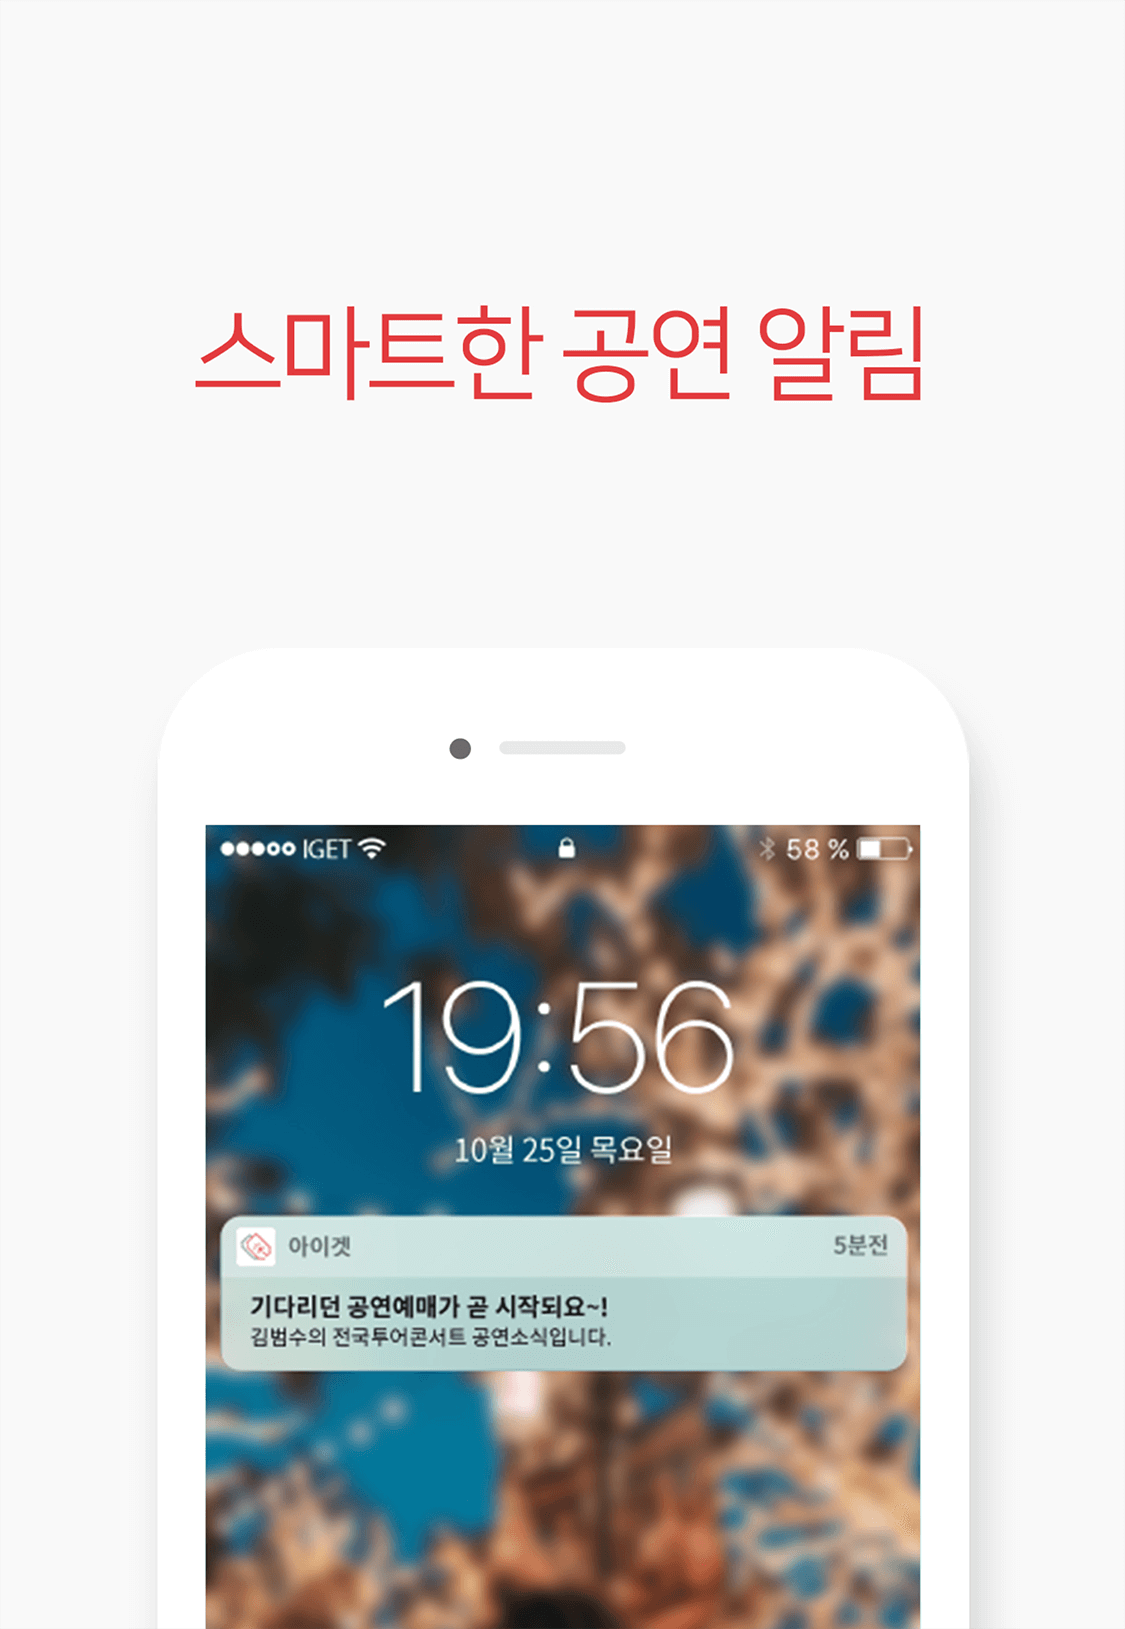 스마트한 공연 알림
IGET 58 %
19:56
10월 25일 목요일
아이겟 5분전
기다리던 공연예매가 곧 시작되요~!
김범수의 전국투어콘서트 공연소식입니다.